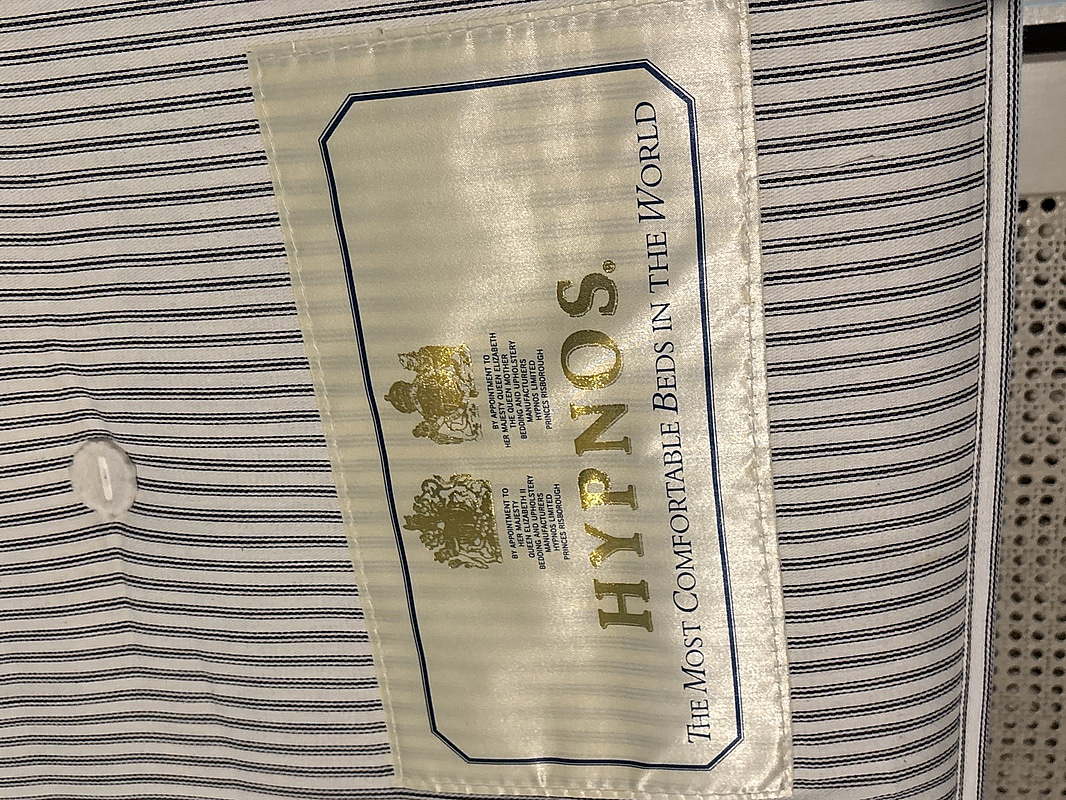 BY APPOINTMENT TO
HER MAJESTY
QUEEN ELIZABETH II
BEDDING AND UPHOLSTERY
MANUFACTURERS
HYPNOS LIMITED
PRINCES RISBOROUGH
BY APPOINTMENT TO
HER MAJESTY QUEEN ELIZABETH
THE QUEEN MOTHER
BEDDING AND UPHOLSTERY
MANUFACTURERS
HYPNOS LIMITED
PRINCES RISBOROUGH
HYPNOS®
THE MOST COMFORTABLE BEDS IN THE WORLD